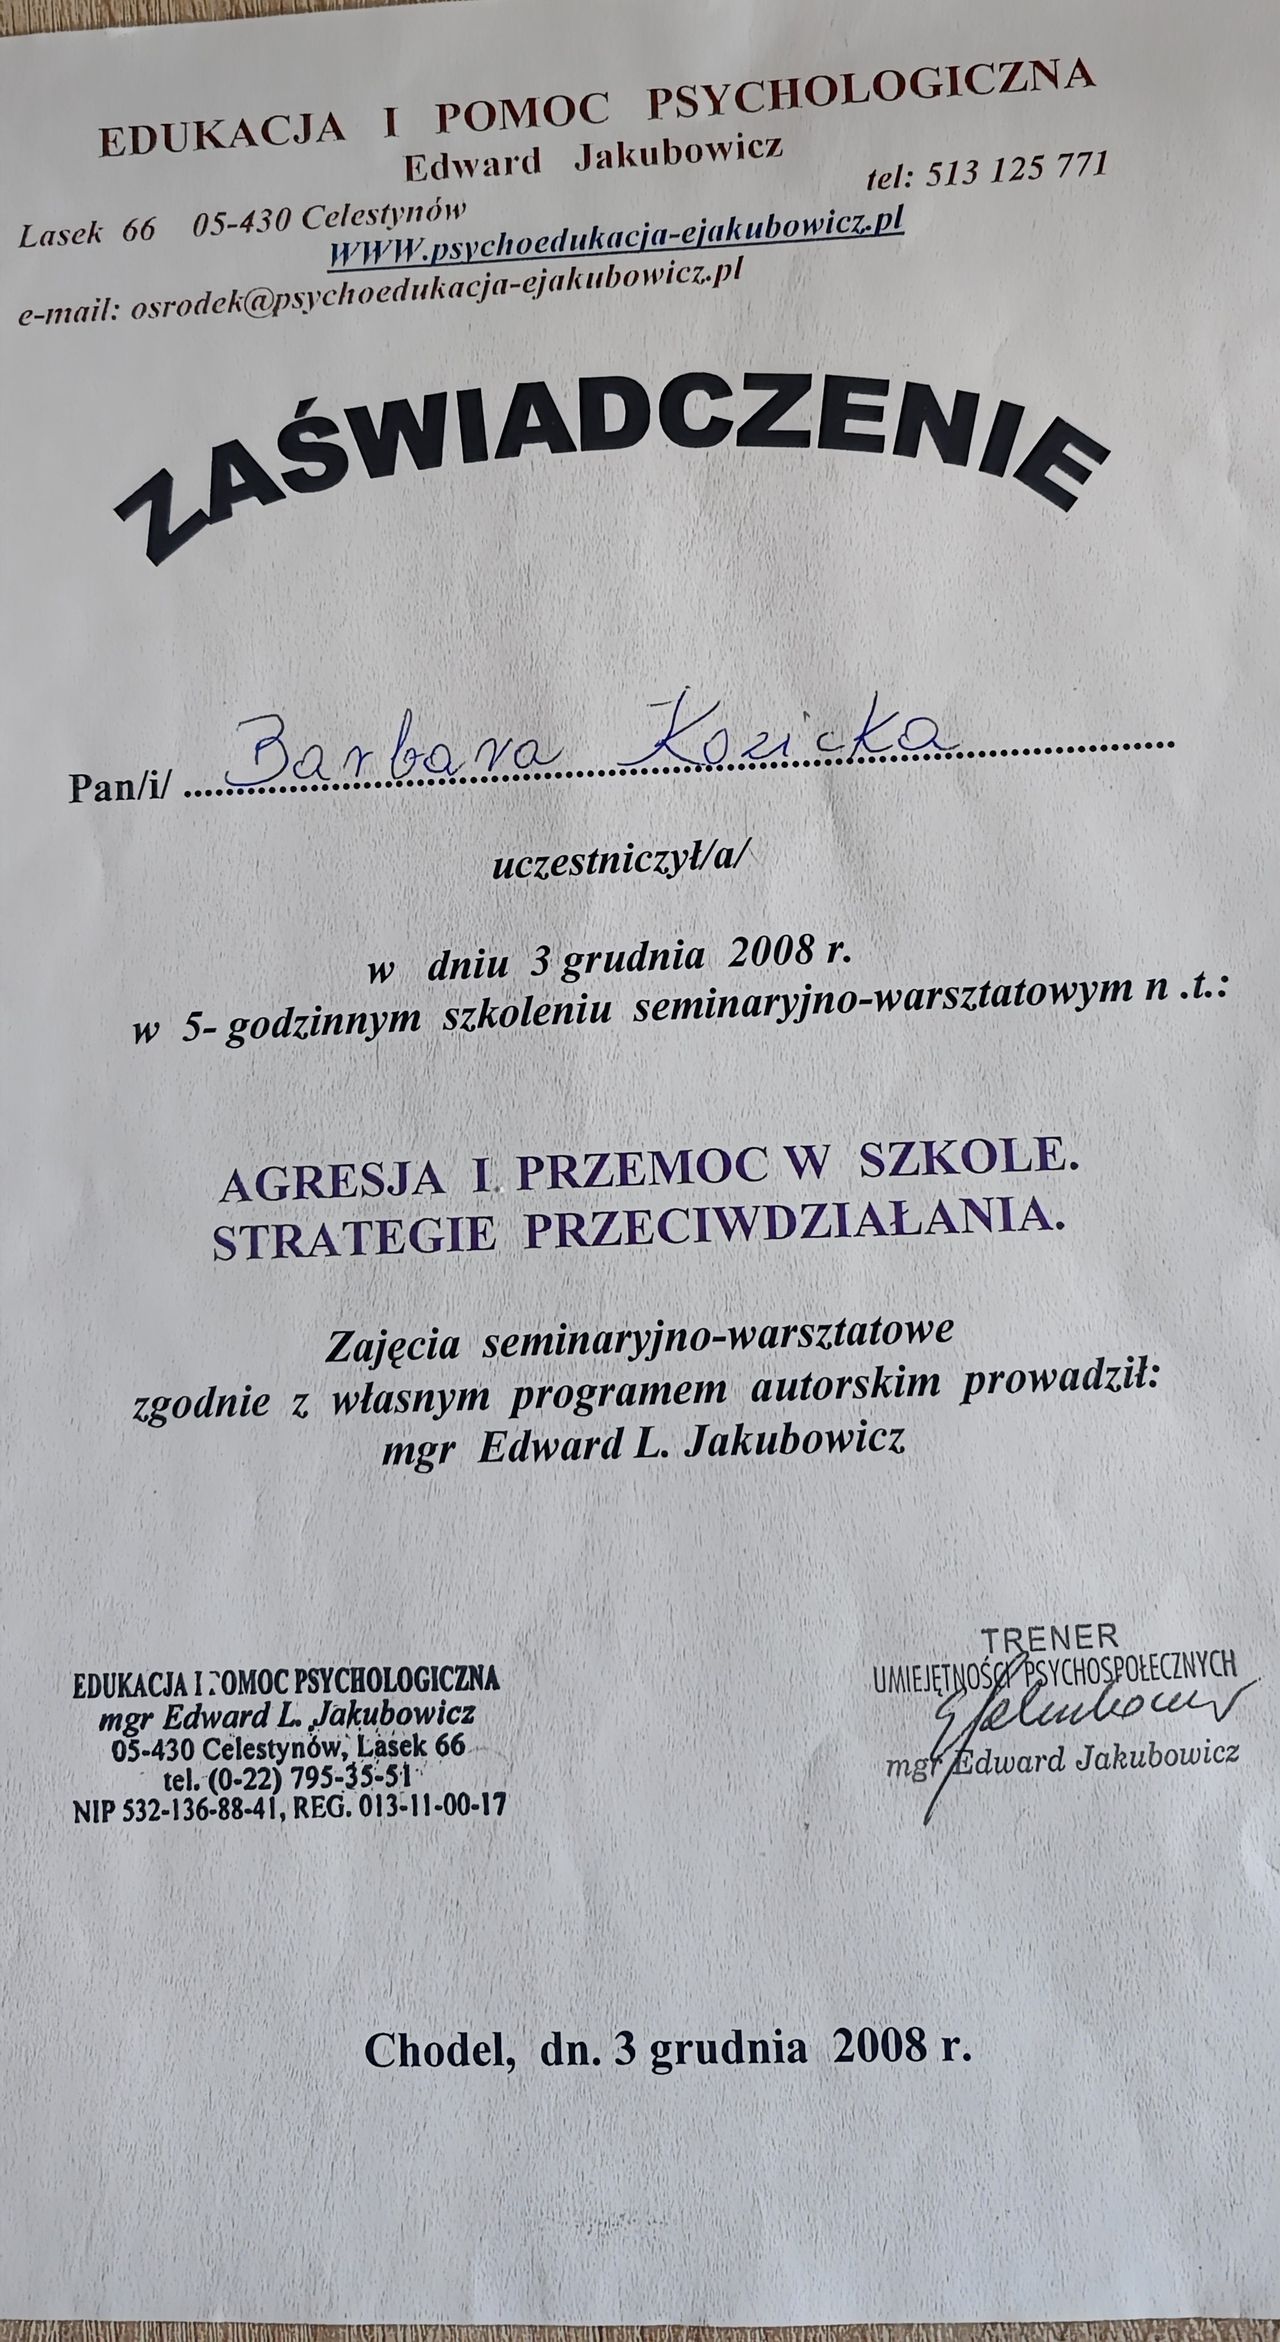 EDUKACJA I POMOC PSYCHOLOGICZNA
Edward Jakubowicz
tel: 513 125 771
Lasek 66 05-430 Celestynów
WWW.psychoedukacja-ejakubowicz.pl
e-mail: osrodek@psychoedukacja-ejakubowicz.pl
ZAŚWIADCZENIE
Pan/i/ Barbara Kozicka
uczestniczył/a/
w dniu 3 grudnia 2008 r.
w 5- godzinnym szkoleniu seminaryjno-warsztatowym n .t.:
AGRESJA I PRZEMOC W SZKOLE.
STRATEGIE PRZECIWDZIAŁANIA.
Zajęcia seminaryjno-warsztatowe
zgodnie z własnym programem autorskim prowadził:
mgr Edward L. Jakubowicz
EDUKACJA I POMOC PSYCHOLOGICZNA
mgr Edward L. Jakubowicz
05-430 Celestynów, Lasek 66
tel. (0-22) 795-35-51
NIP 532-136-88-41, REG. 013-11-00-17
TRENER
UMIEJĘTNOŚCI PSYCHOSPOŁECZNYCH
EJakubowicz
mgr Edward Jakubowicz
Chodel, dn. 3 grudnia 2008 r.